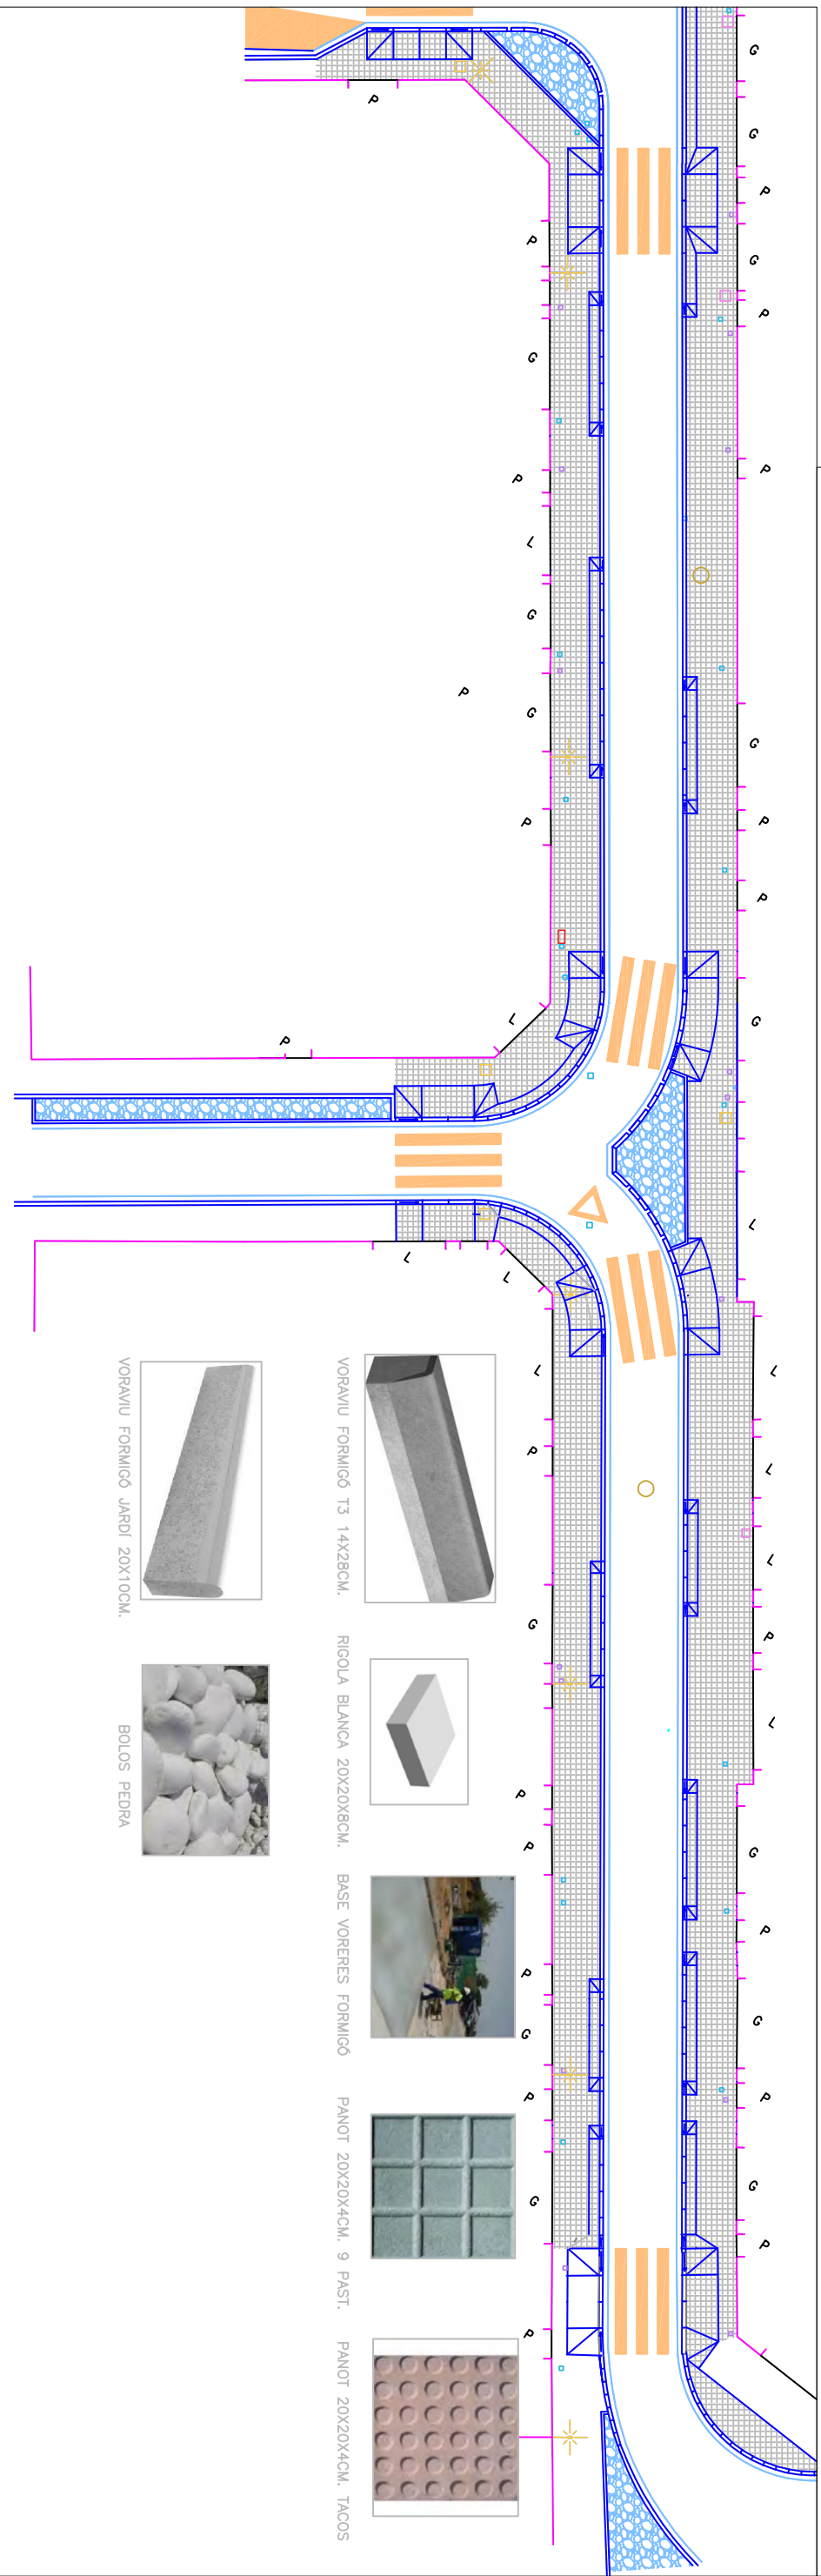 G G P G P P G P P G L L L L P L G P G P G P
P G P L G G P L L L P G P P P G P G P
P
L
P
VORAVIU FORMIGÓ T3 14X28CM. RIGOLA BLANCA 20X20X8CM. BASE VORERES FORMIGÓ PANOT 20X20X4CM. 9 PAST. PANOT 20X20X4CM. TACOS
P
VORAVIU FORMIGÓ JARDÍ 20X10CM. BOLOS PEDRA